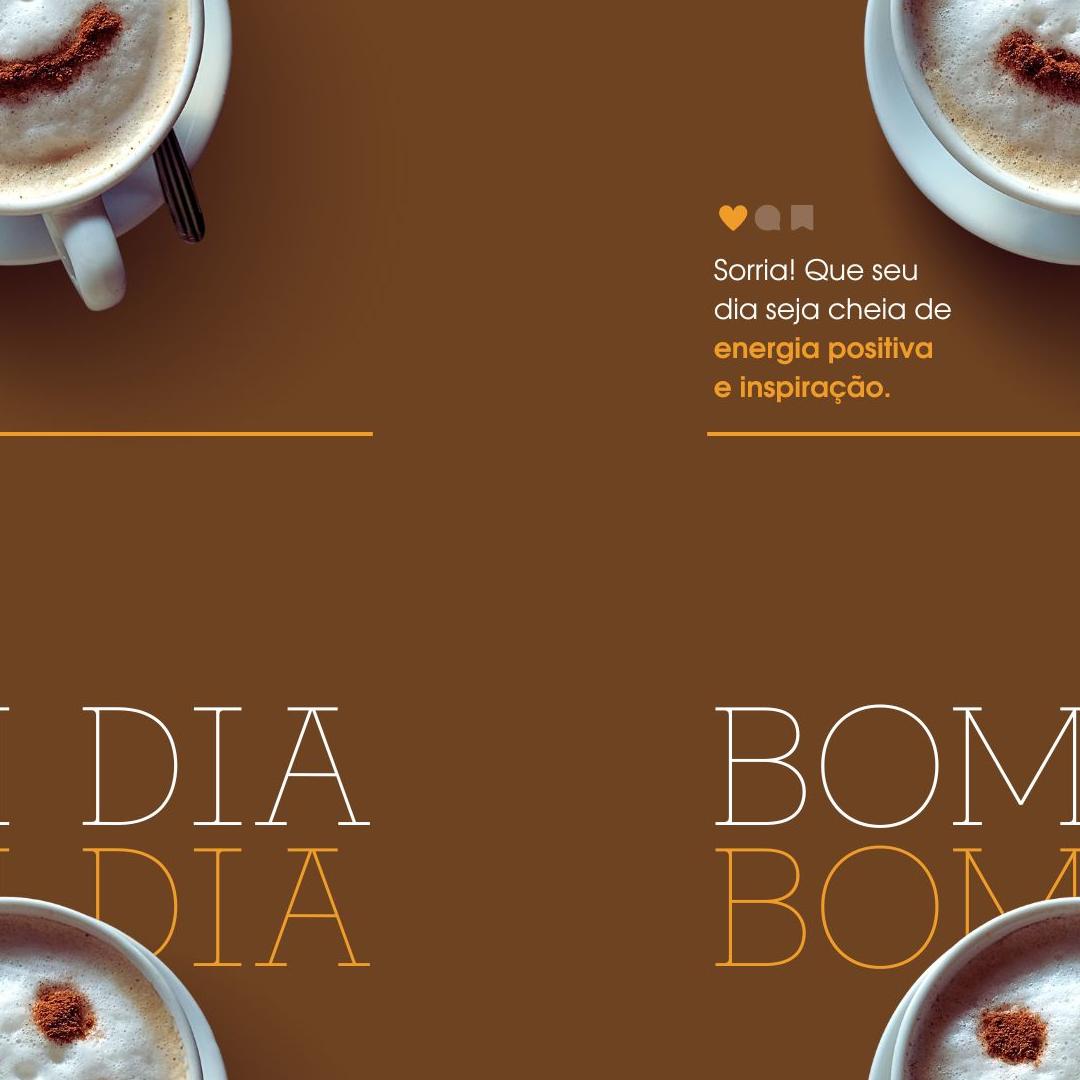 Sorria! Que seu
dia seja cheia de
energia positiva
e inspiração.
DIA
BOM
DIA
BOM